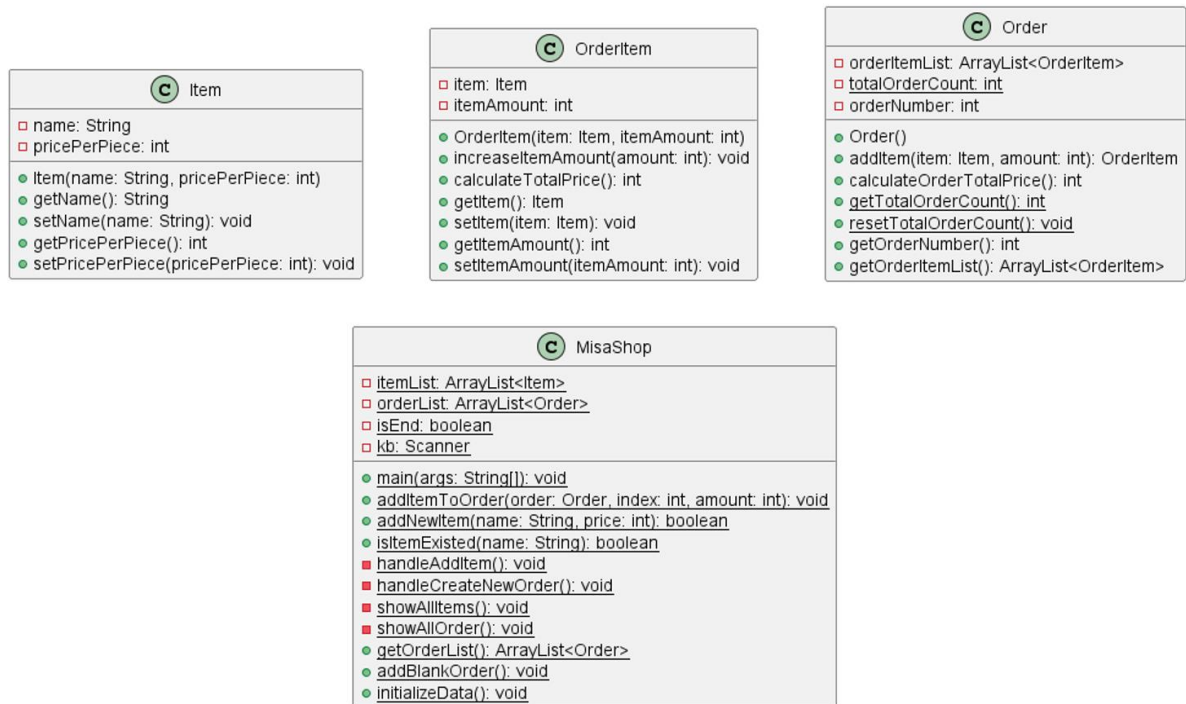 C Item
name: String
pricePerPiece: int
Item(name: String, pricePerPiece: int)
getName(): String
setName(name: String): void
getPricePerPiece(): int
setPricePerPiece(pricePerPiece: int): void
C OrderItem
item: Item
itemAmount: int
OrderItem(item: Item, itemAmount: int)
increaseItemAmount(amount: int): void
calculateTotalPrice(): int
getItem(): Item
setItem(item: Item): void
getItemAmount(): int
setItemAmount(itemAmount: int): void
C Order
orderItemList: ArrayList<OrderItem>
totalOrderCount: int
orderNumber: int
Order()
addItem(item: Item, amount: int): OrderItem
calculateOrderTotalPrice(): int
getTotalOrderCount(): int
resetTotalOrderCount(): void
getOrderNumber(): int
getOrderItemList(): ArrayList<OrderItem>
C MisaShop
itemList: ArrayList<Item>
orderList: ArrayList<Order>
isEnd: boolean
kb: Scanner
main(args: String[]): void
addItemToOrder(order: Order, index: int, amount: int): void
addNewItem(name: String, price: int): boolean
isItemExisted(name: String): boolean
handleAddItem(): void
handleCreateNewOrder(): void
showAllItems(): void
showAllOrder(): void
getOrderList(): ArrayList<Order>
addBlankOrder(): void
initializeData(): void